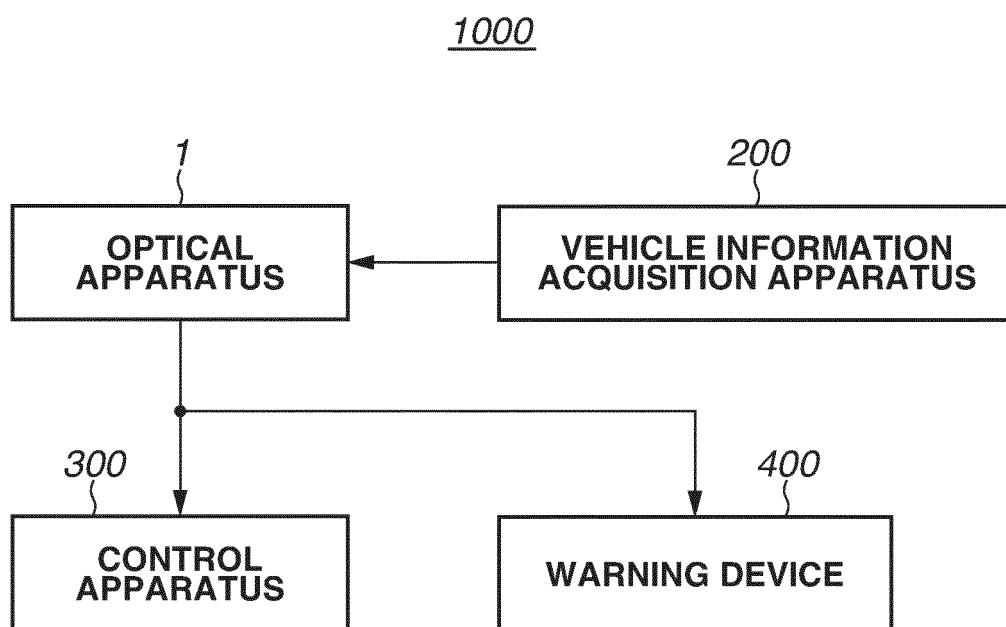 1000
1
200
OPTICAL
APPARATUS
VEHICLE INFORMATION
ACQUISITION APPARATUS
300
400
CONTROL
APPARATUS
WARNING DEVICE